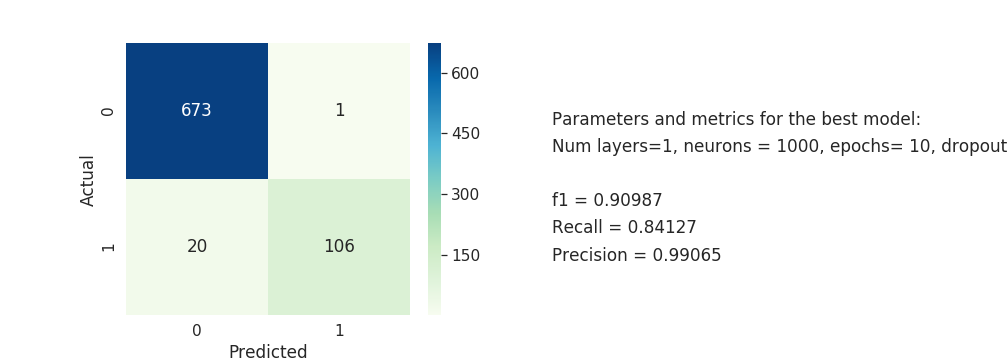 673
1
20
106
0
1
Actual
0
1
Predicted
600
450
300
150
Parameters and metrics for the best model:
Num layers=1, neurons = 1000, epochs= 10, dropout
f1 = 0.90987
Recall = 0.84127
Precision = 0.99065